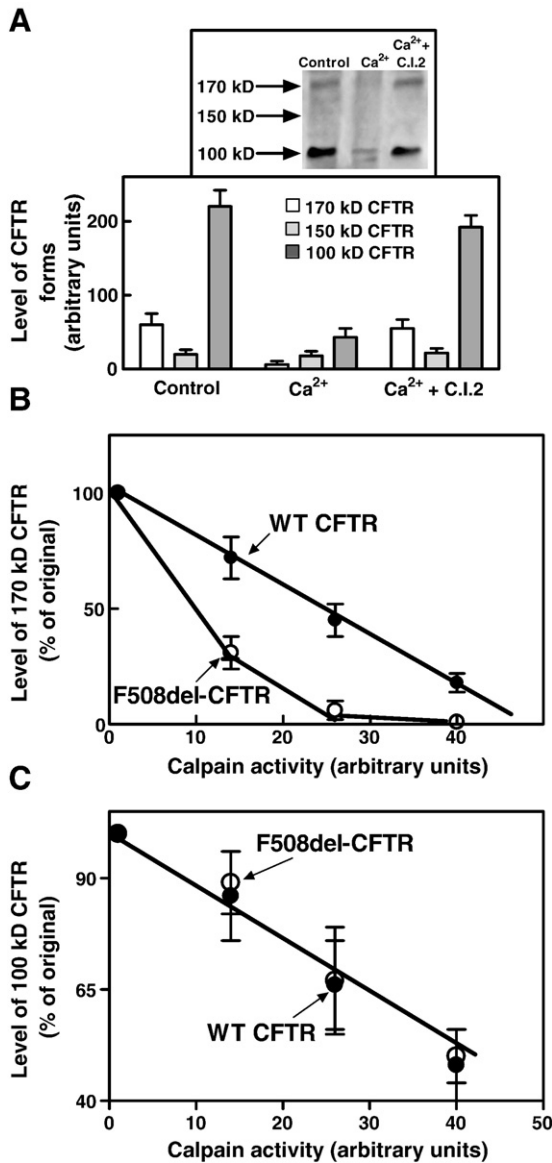 A
Control Ca²⁺ Ca²⁺+ C.I.2
170 kD
150 kD
100 kD
Level of CFTR
forms
(arbitrary units)
200
100
0
170 kD CFTR
150 kD CFTR
100 kD CFTR
Control Ca²⁺ Ca²⁺ + C.I.2
B
Level of 170 kD CFTR
(% of original)
100
50
0
WT CFTR
F508del-CFTR
0 10 20 30 40 50
Calpain activity (arbitrary units)
C
Level of 100 kD CFTR
(% of original)
90
65
40
F508del-CFTR
WT CFTR
0 10 20 30 40 50
Calpain activity (arbitrary units)